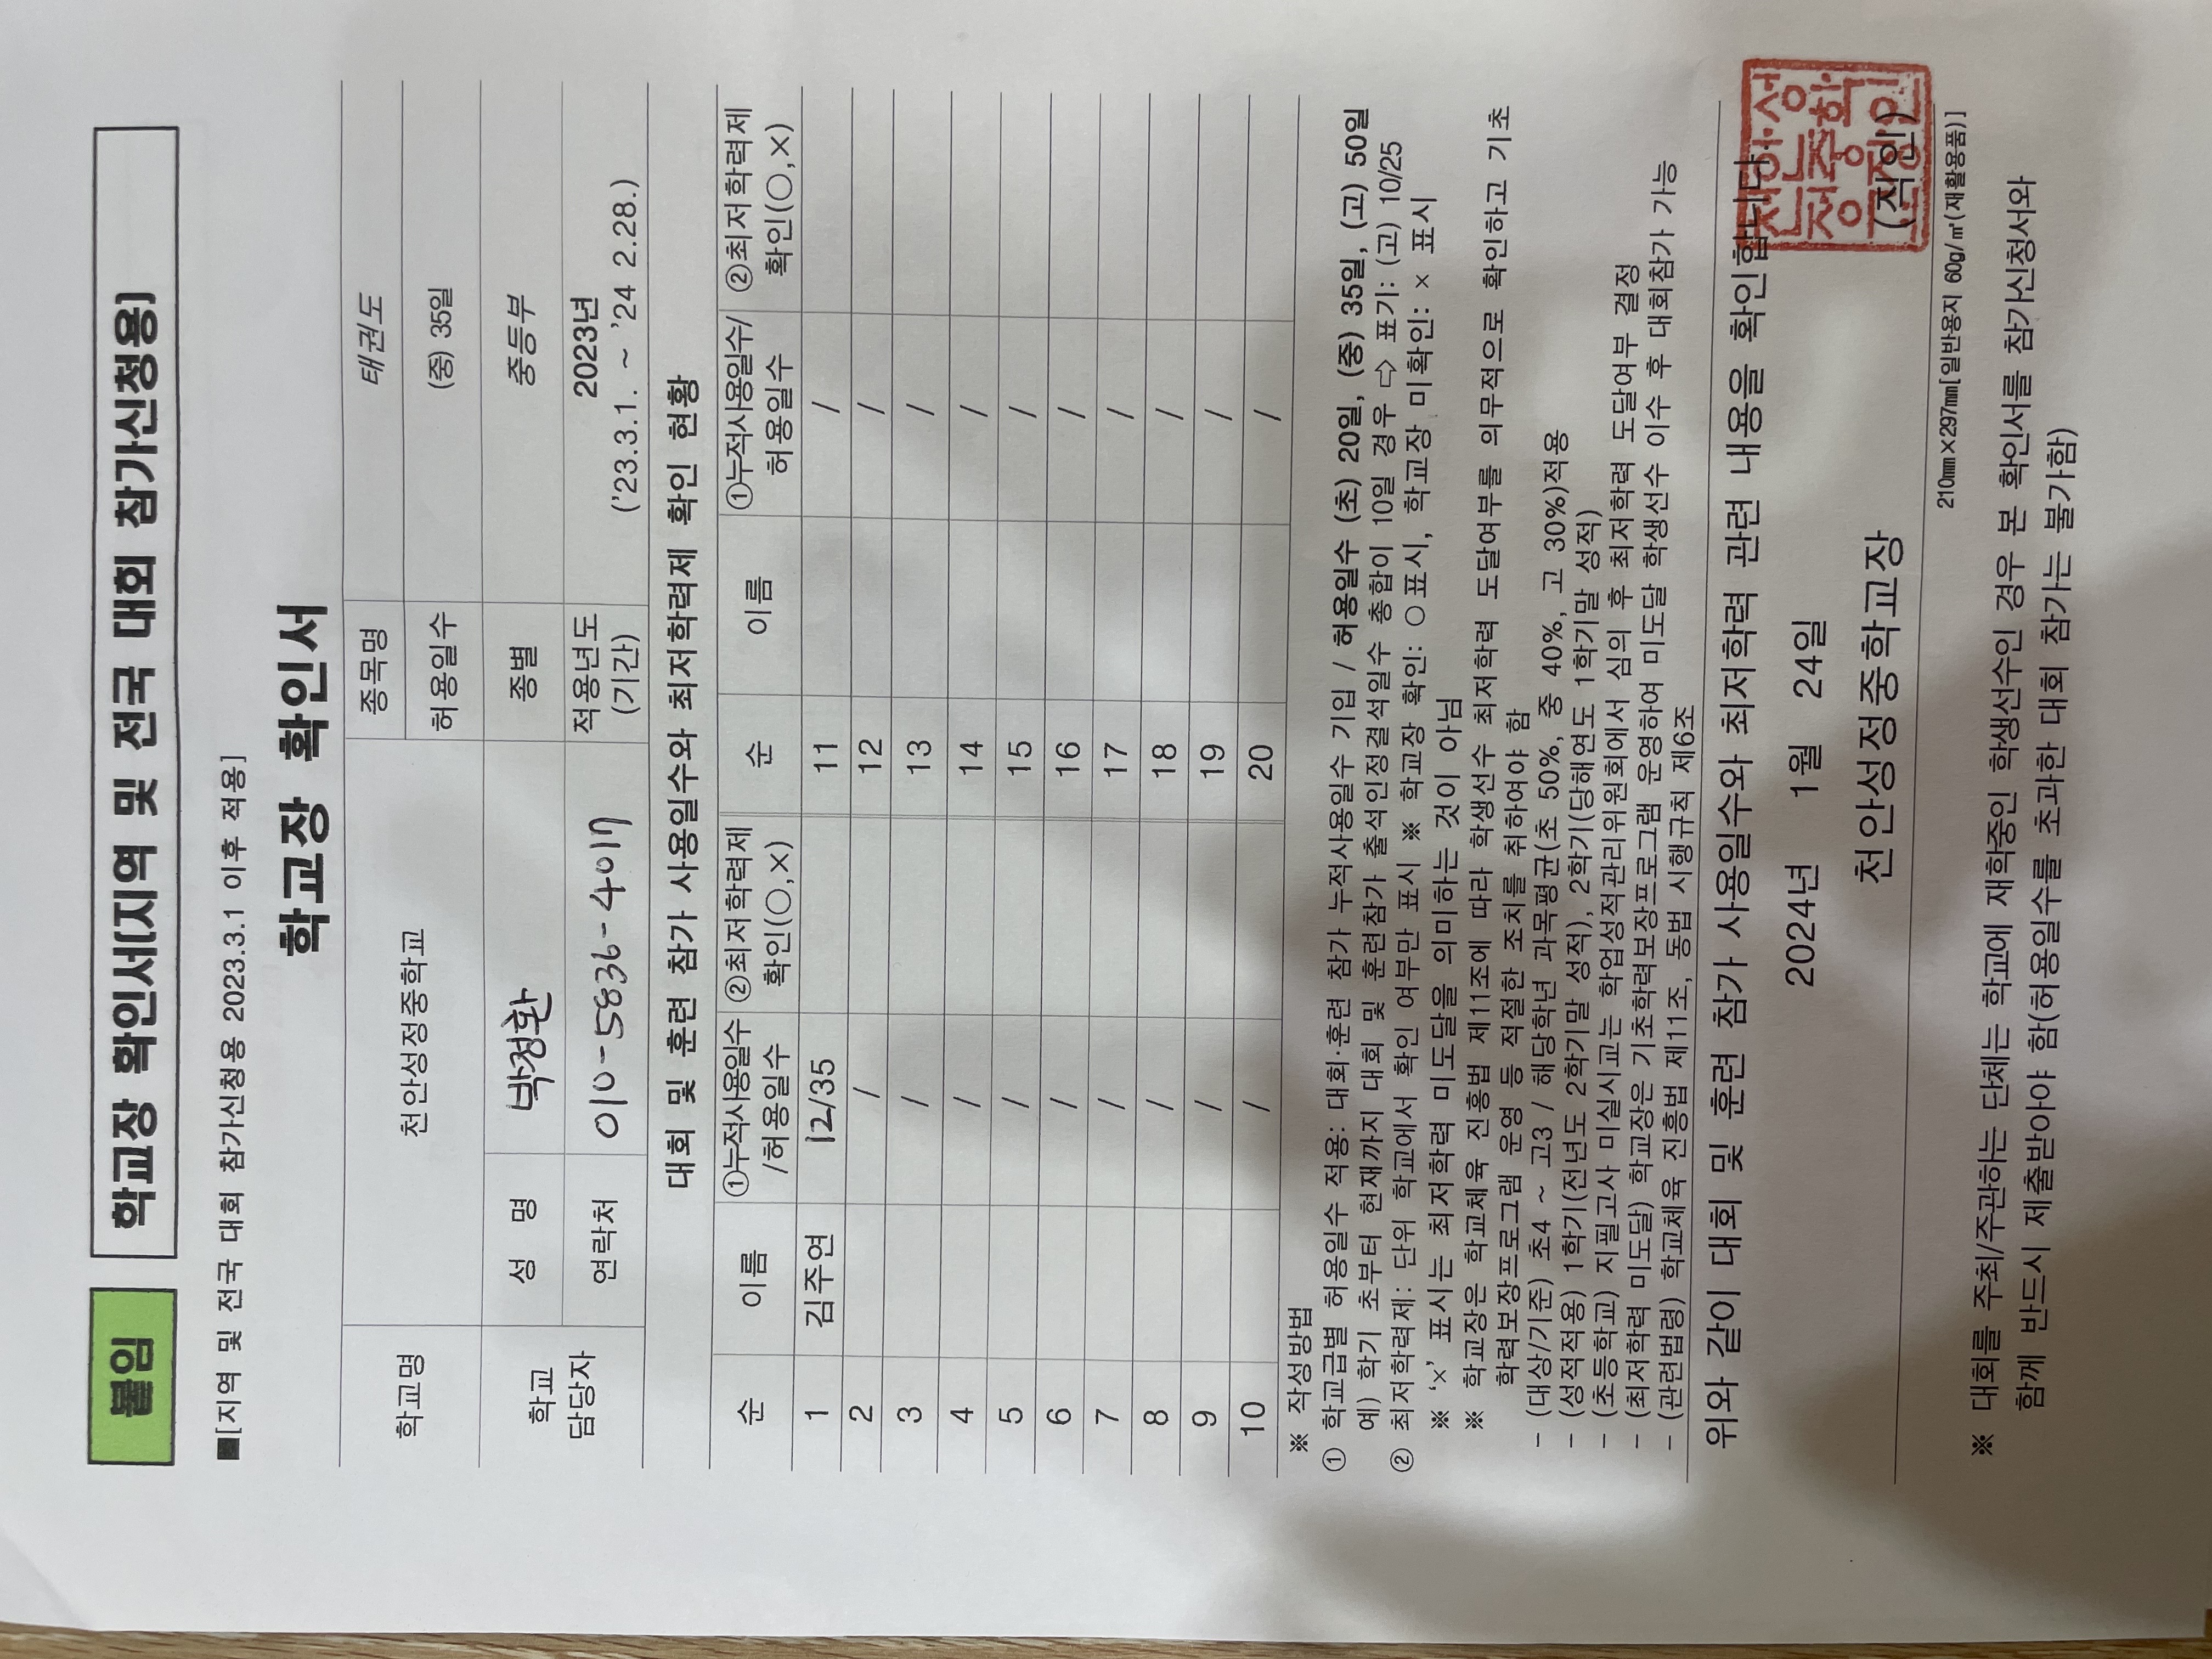 붙임 학교장 확인서(지역 및 전국 대회 참가신청용)
■[지역 및 전국 대회 참가신청용 2023.3.1 이후 적용]
학교장 확인서
학교명 천안성정중학교 종목명 태권도
허용일수 (중) 35일
학교 담당자 성 명 박정환 종별 중등부
연락처 010-5836-4017 적용년도 (기간) 2023년 ('23.3.1. ~ '24 2.28.)
대회 및 훈련 참가 사용일수와 최저학력제 확인 현황
순 이름 ①누적사용일수 /허용일수 ②최저학력제 확인(○,×) 순 이름 ①누적사용일수/ 허용일수 ②최저학력제 확인(○,×)
1 김주연 12/35 11 /
2 / 12 /
3 / 13 /
4 / 14 /
5 / 15 /
6 / 16 /
7 / 17 /
8 / 18 /
9 / 19 /
10 / 20 /
※ 작성방법
① 학교급별 허용일수 적용: 대회·훈련 참가 누적사용일수 기입 / 허용일수 (초) 20일, (중) 35일, (고) 50일
예) 학기 초부터 현재까지 대회 및 훈련참가 출석인정결석일수 총합이 10일 경우 ⇨ 표기: (고) 10/25
② 최저학력제: 단위 학교에서 확인 여부만 표시 ※ 학교장 확인: ○ 표시, 학교장 미확인: × 표시
※ '×' 표시는 최저학력 미도달을 의미하는 것이 아님
※ 학교장은 학교체육 진흥법 제11조에 따라 학생선수 최저학력 도달여부를 의무적으로 확인하고 기초
학력보장프로그램 운영 등 적절한 조치를 취하여야 함
- (대상/기준) 초4 ~ 고3 / 해당학년 과목평균(초 50%, 중 40%, 고 30%)적용
- (성적적용) 1학기(전년도 2학기말 성적), 2학기(당해연도 1학기말 성적)
- (초등학교) 지필고사 미실시교는 학업성적관리위원회에서 심의 후 최저학력 도달여부 결정
- (최저학력 미도달) 학교장은 기초학력보장프로그램 운영하여 미도달 학생선수 이수 후 대회참가 가능
- (관련법령) 학교체육 진흥법 제11조, 동법 시행규칙 제6조
위와 같이 대회 및 훈련 참가 사용일수와 최저학력 관련 내용을 확인합니다.
2024년 1월 24일
천안성정중학교장 (직인)
210㎜×297㎜[일반용지 60g/㎡(재활용품)]
※ 대회를 주최/주관하는 단체는 학교에 재학중인 학생선수인 경우 본 확인서를 참가신청서와
함께 반드시 제출받아야 함(허용일수를 초과한 대회 참가는 불가함)